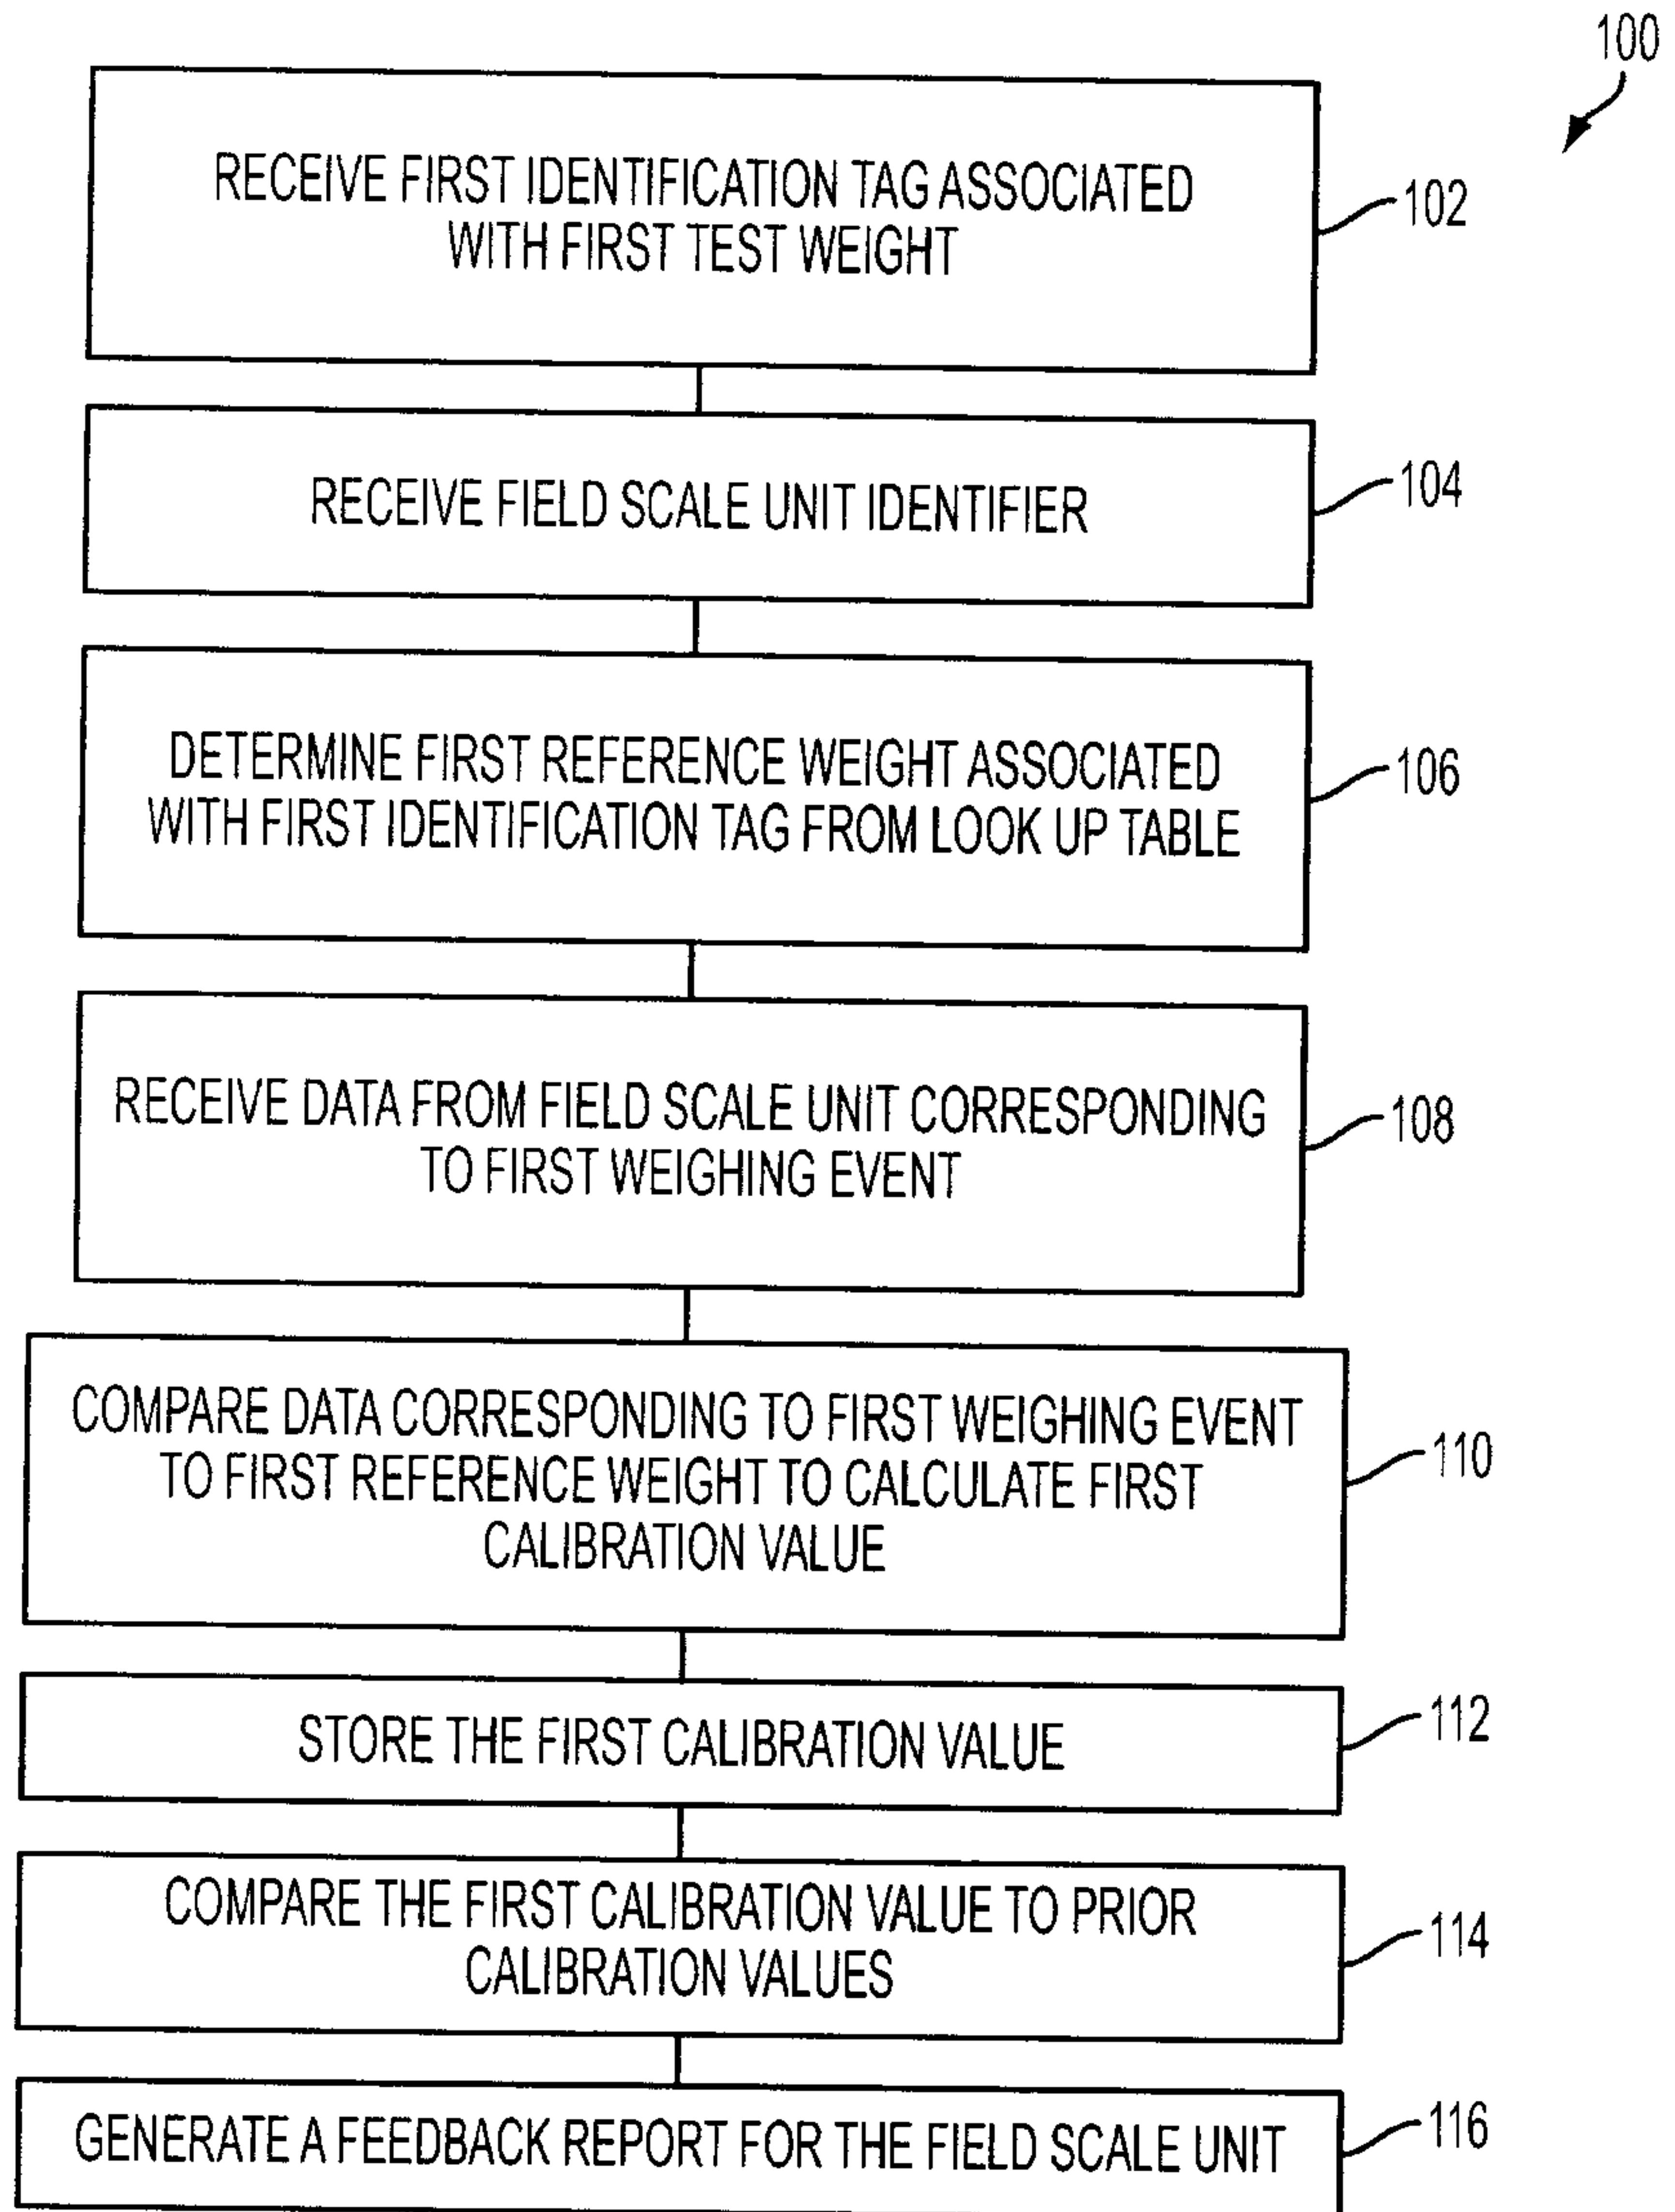 100
RECEIVE FIRST IDENTIFICATION TAG ASSOCIATED
WITH FIRST TEST WEIGHT
102
RECEIVE FIELD SCALE UNIT IDENTIFIER
104
DETERMINE FIRST REFERENCE WEIGHT ASSOCIATED
WITH FIRST IDENTIFICATION TAG FROM LOOK UP TABLE
106
RECEIVE DATA FROM FIELD SCALE UNIT CORRESPONDING
TO FIRST WEIGHING EVENT
108
COMPARE DATA CORRESPONDING TO FIRST WEIGHING EVENT
TO FIRST REFERENCE WEIGHT TO CALCULATE FIRST
CALIBRATION VALUE
110
STORE THE FIRST CALIBRATION VALUE
112
COMPARE THE FIRST CALIBRATION VALUE TO PRIOR
CALIBRATION VALUES
114
GENERATE A FEEDBACK REPORT FOR THE FIELD SCALE UNIT
116